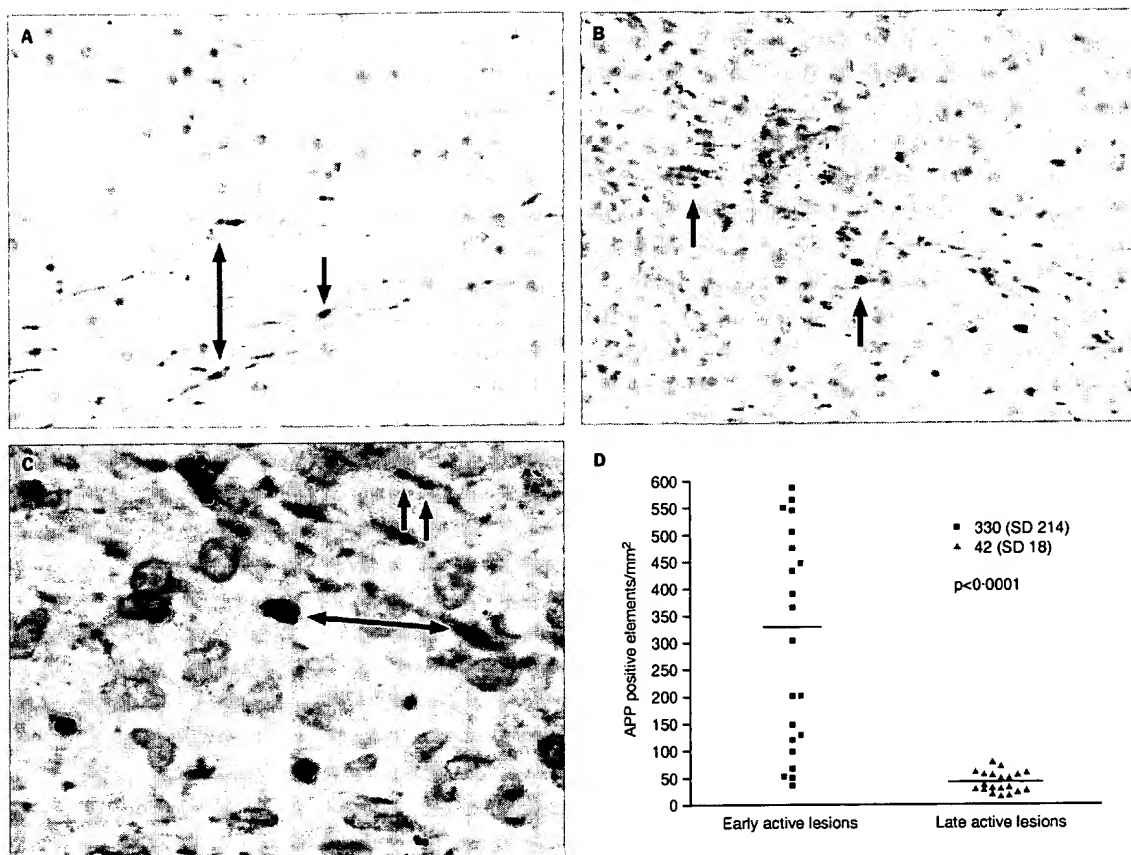 A
B
C
D
600
550
500
450
400
350
300
250
200
150
100
50
0
APP positive elements/mm²
■ 330 (SD 214)
▲ 42 (SD 18)
p<0·0001
Early active lesions
Late active lesions